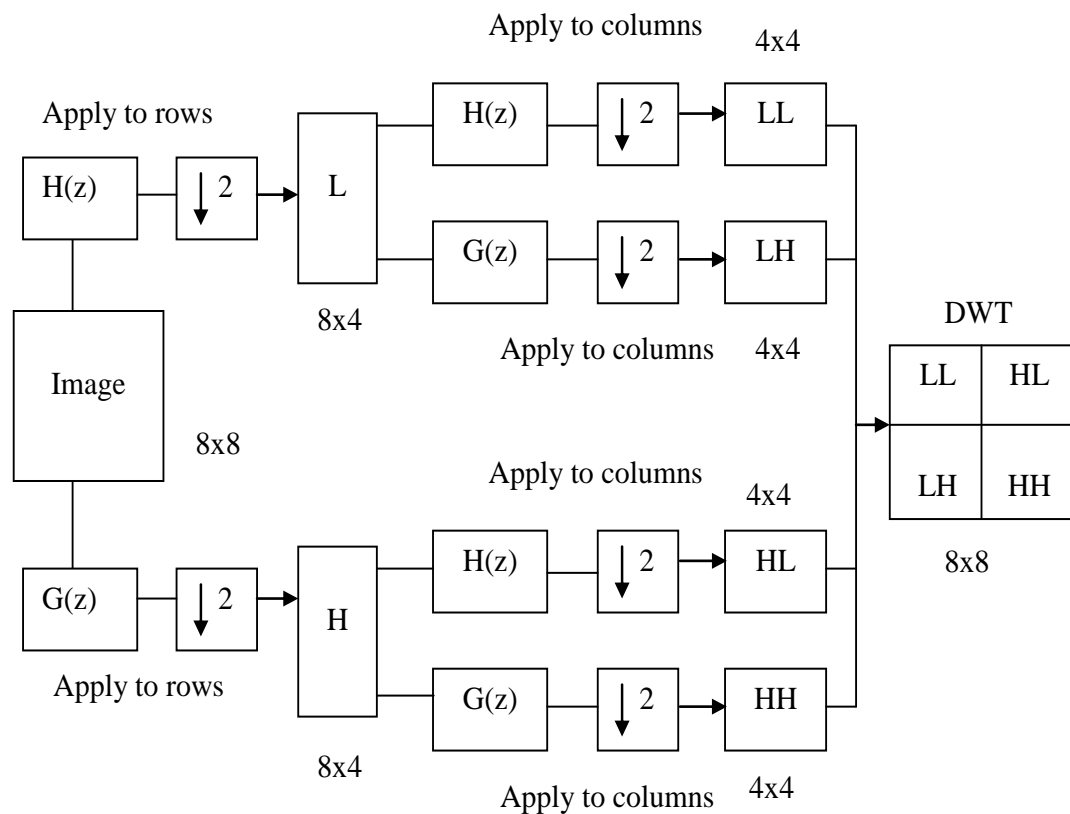 Apply to columns
4x4
Apply to rows
H(z)
2
LL
H(z)
2
L
G(z)
2
LH
8x4
Apply to columns
4x4
DWT
Image
8x8
LL
HL
LH
HH
8x8
Apply to columns
4x4
H(z)
2
HL
G(z)
2
H
Apply to rows
G(z)
2
HH
8x4
Apply to columns
4x4